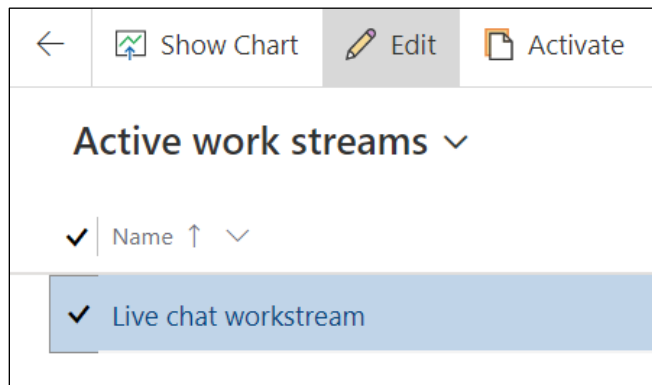 Show Chart Edit Activate
Active work streams
Name
Live chat workstream